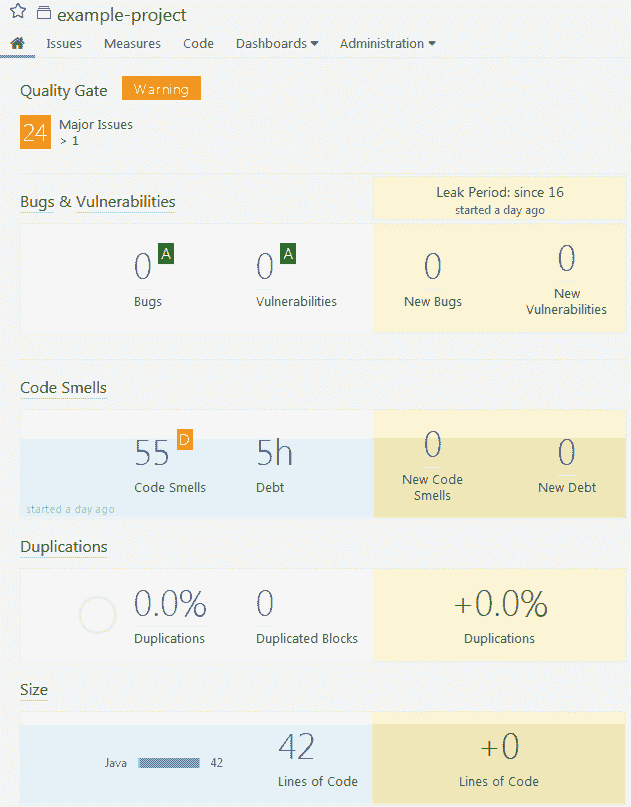 example-project
Issues Measures Code Dashboards Administration
Quality Gate Warning
24 Major Issues
> 1
Leak Period: since 16
started a day ago
Bugs & Vulnerabilities
0 A 0 A 0 0
Bugs Vulnerabilities New Bugs New
Vulnerabilities
Code Smells
55 D 5h 0 0
Code Smells Debt New Code
Smells New Debt
started a day ago
Duplications
0.0% 0 +0.0%
Duplications Duplicated Blocks Duplications
Size
42 +0
Java 42
Lines of Code Lines of Code